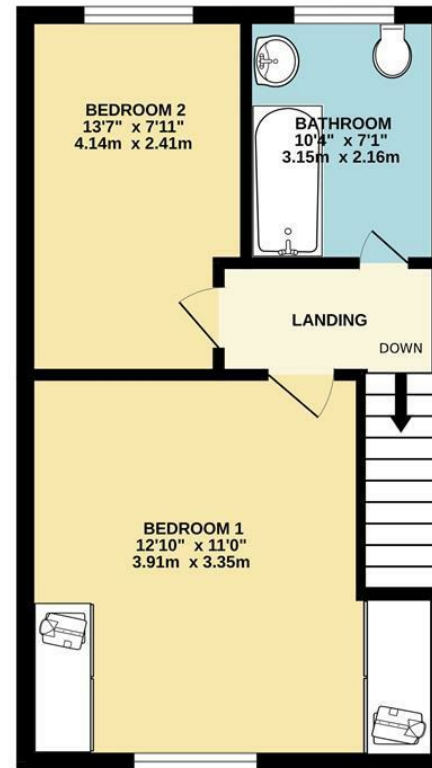 BEDROOM 2
13'7" x 7'11"
4.14m x 2.41m
BATHROOM
10'4" x 7'1"
3.15m x 2.16m
LANDING
DOWN
BEDROOM 1
12'10" x 11'0"
3.91m x 3.35m